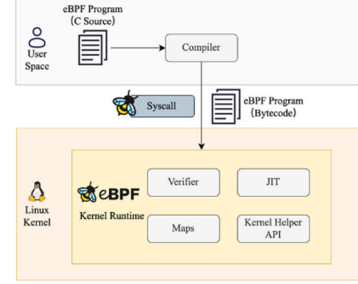 eBPF Program
(C Source)
Compiler
User
Space
Syscall
eBPF Program
(Bytecode)
eBPF
Kernel Runtime
Verifier
JIT
Maps
Kernel Helper
API
Linux
Kernel